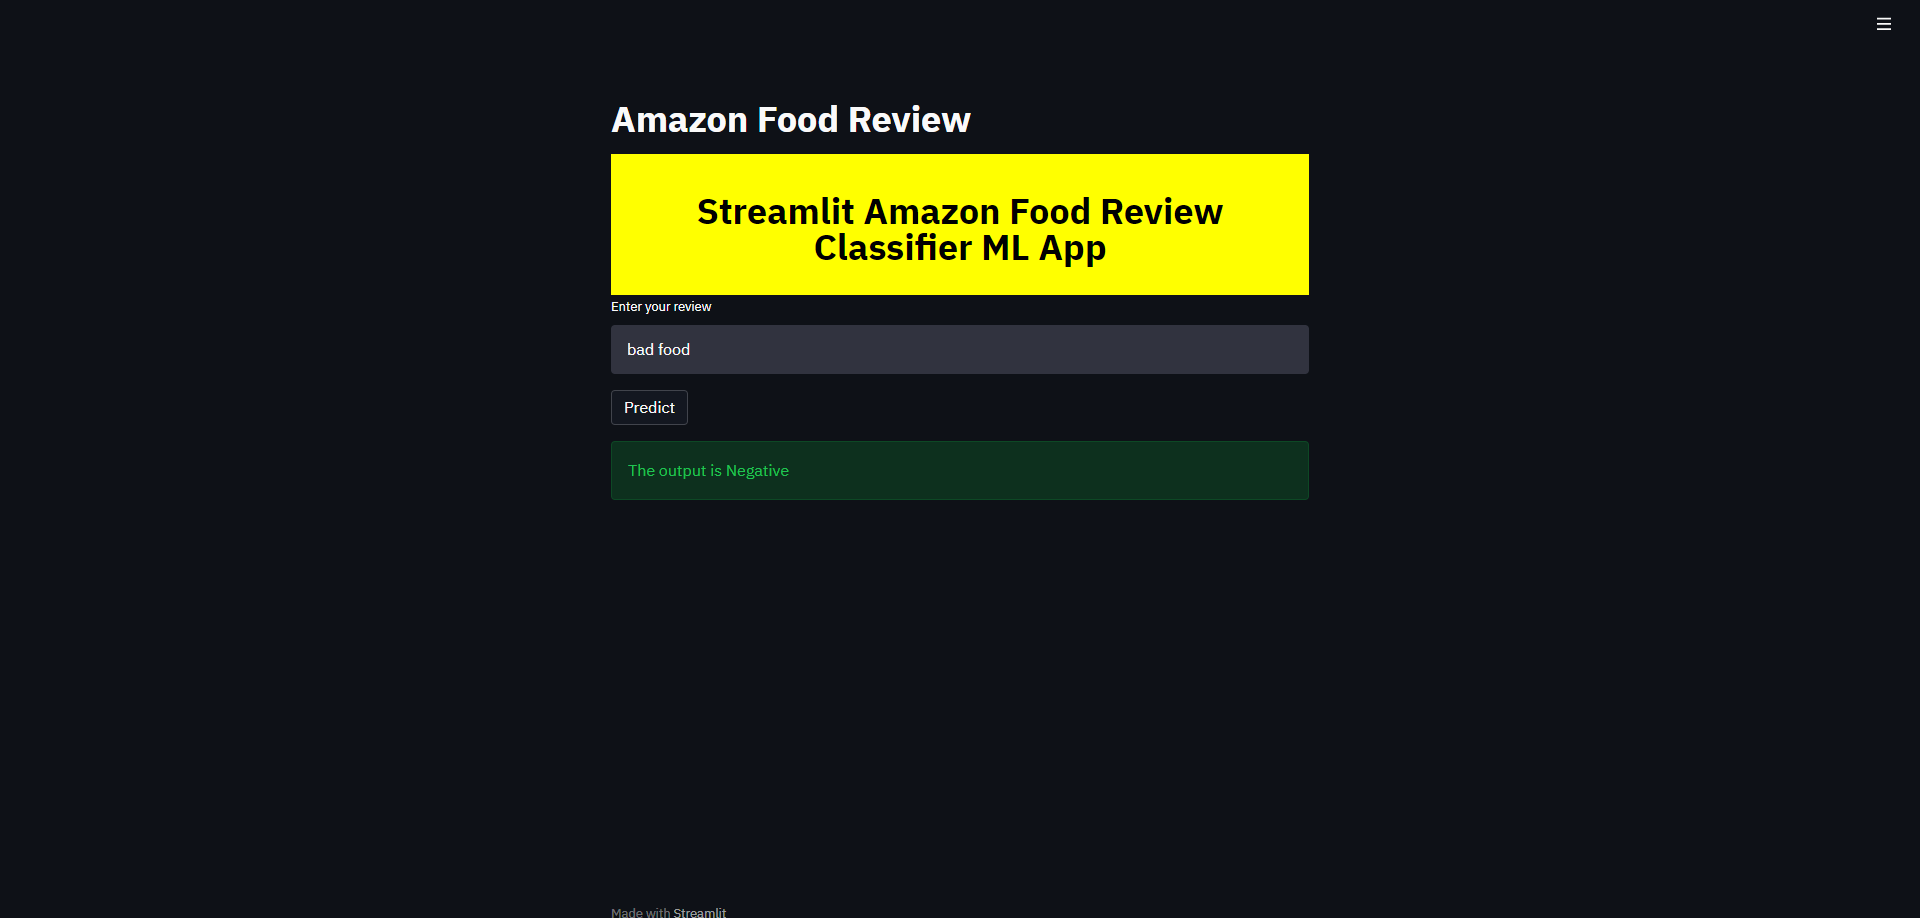 Amazon Food Review
Streamlit Amazon Food Review
Classifier ML App
Enter your review
bad food
Predict
The output is Negative
Made with Streamlit